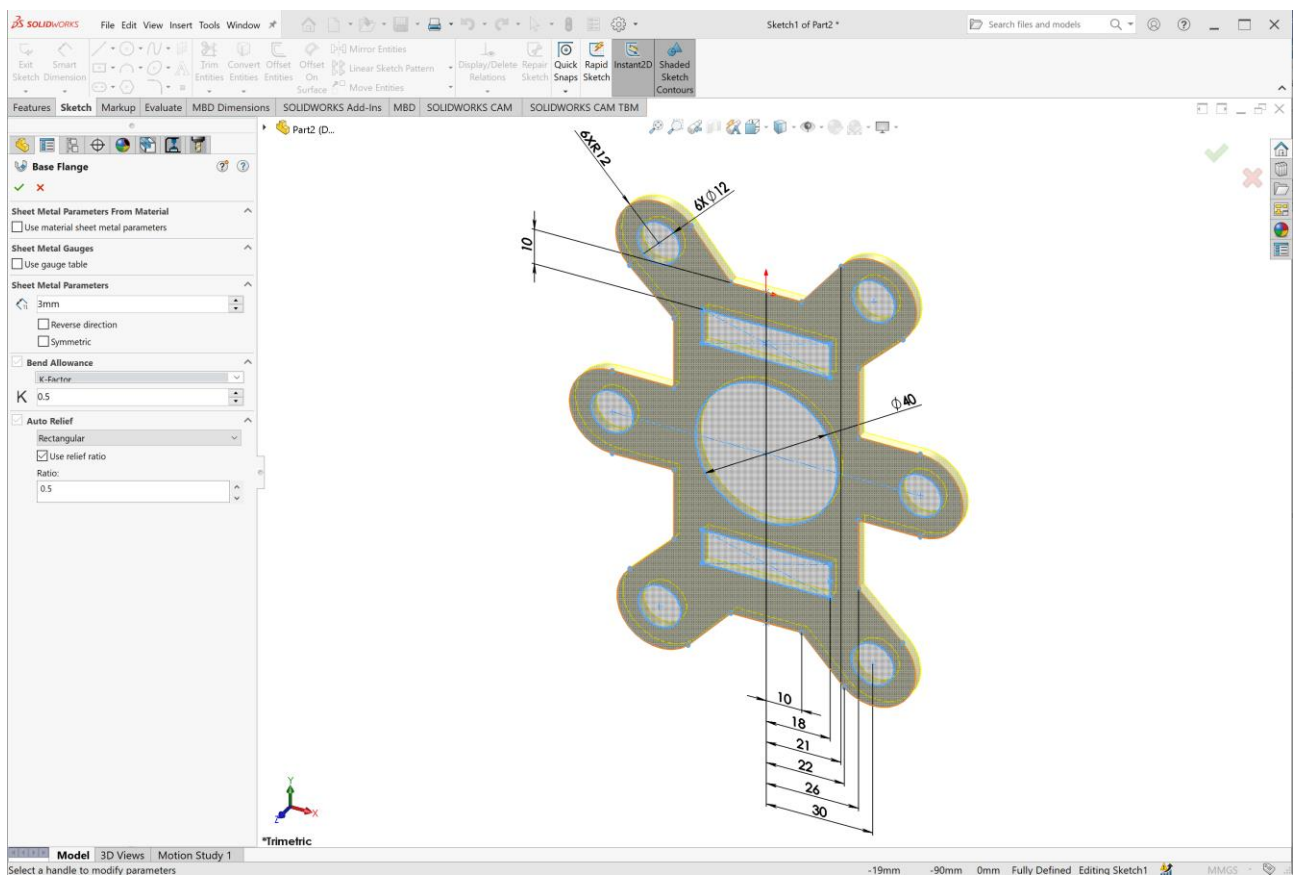 SOLIDWORKS File Edit View Insert Tools Window Sketch1 of Part2 * Search files and models
Exit Sketch
Smart Dimension
Trim Entities
Convert Entities
Offset Entities
Offset On Surface
Mirror Entities
Linear Sketch Pattern
Move Entities
Display/Delete Relations
Repair Sketch
Quick Snaps
Rapid Sketch
Instant2D
Shaded Sketch Contours
Features Sketch Markup Evaluate MBD Dimensions SOLIDWORKS Add-Ins MBD SOLIDWORKS CAM SOLIDWORKS CAM TBM
Part2 (D...
Base Flange
Sheet Metal Parameters From Material
Use material sheet metal parameters
Sheet Metal Gauges
Use gauge table
Sheet Metal Parameters
3mm
Reverse direction
Symmetric
Bend Allowance
K-Factor
K 0.5
Auto Relief
Rectangular
Use relief ratio
Ratio:
0.5
6XR12
6XØ12
10
Ø40
10
18
21
22
26
30
Y
X
Z
*Trimetric
Model 3D Views Motion Study 1
Select a handle to modify parameters -19mm -90mm 0mm Fully Defined Editing Sketch1 MMGS